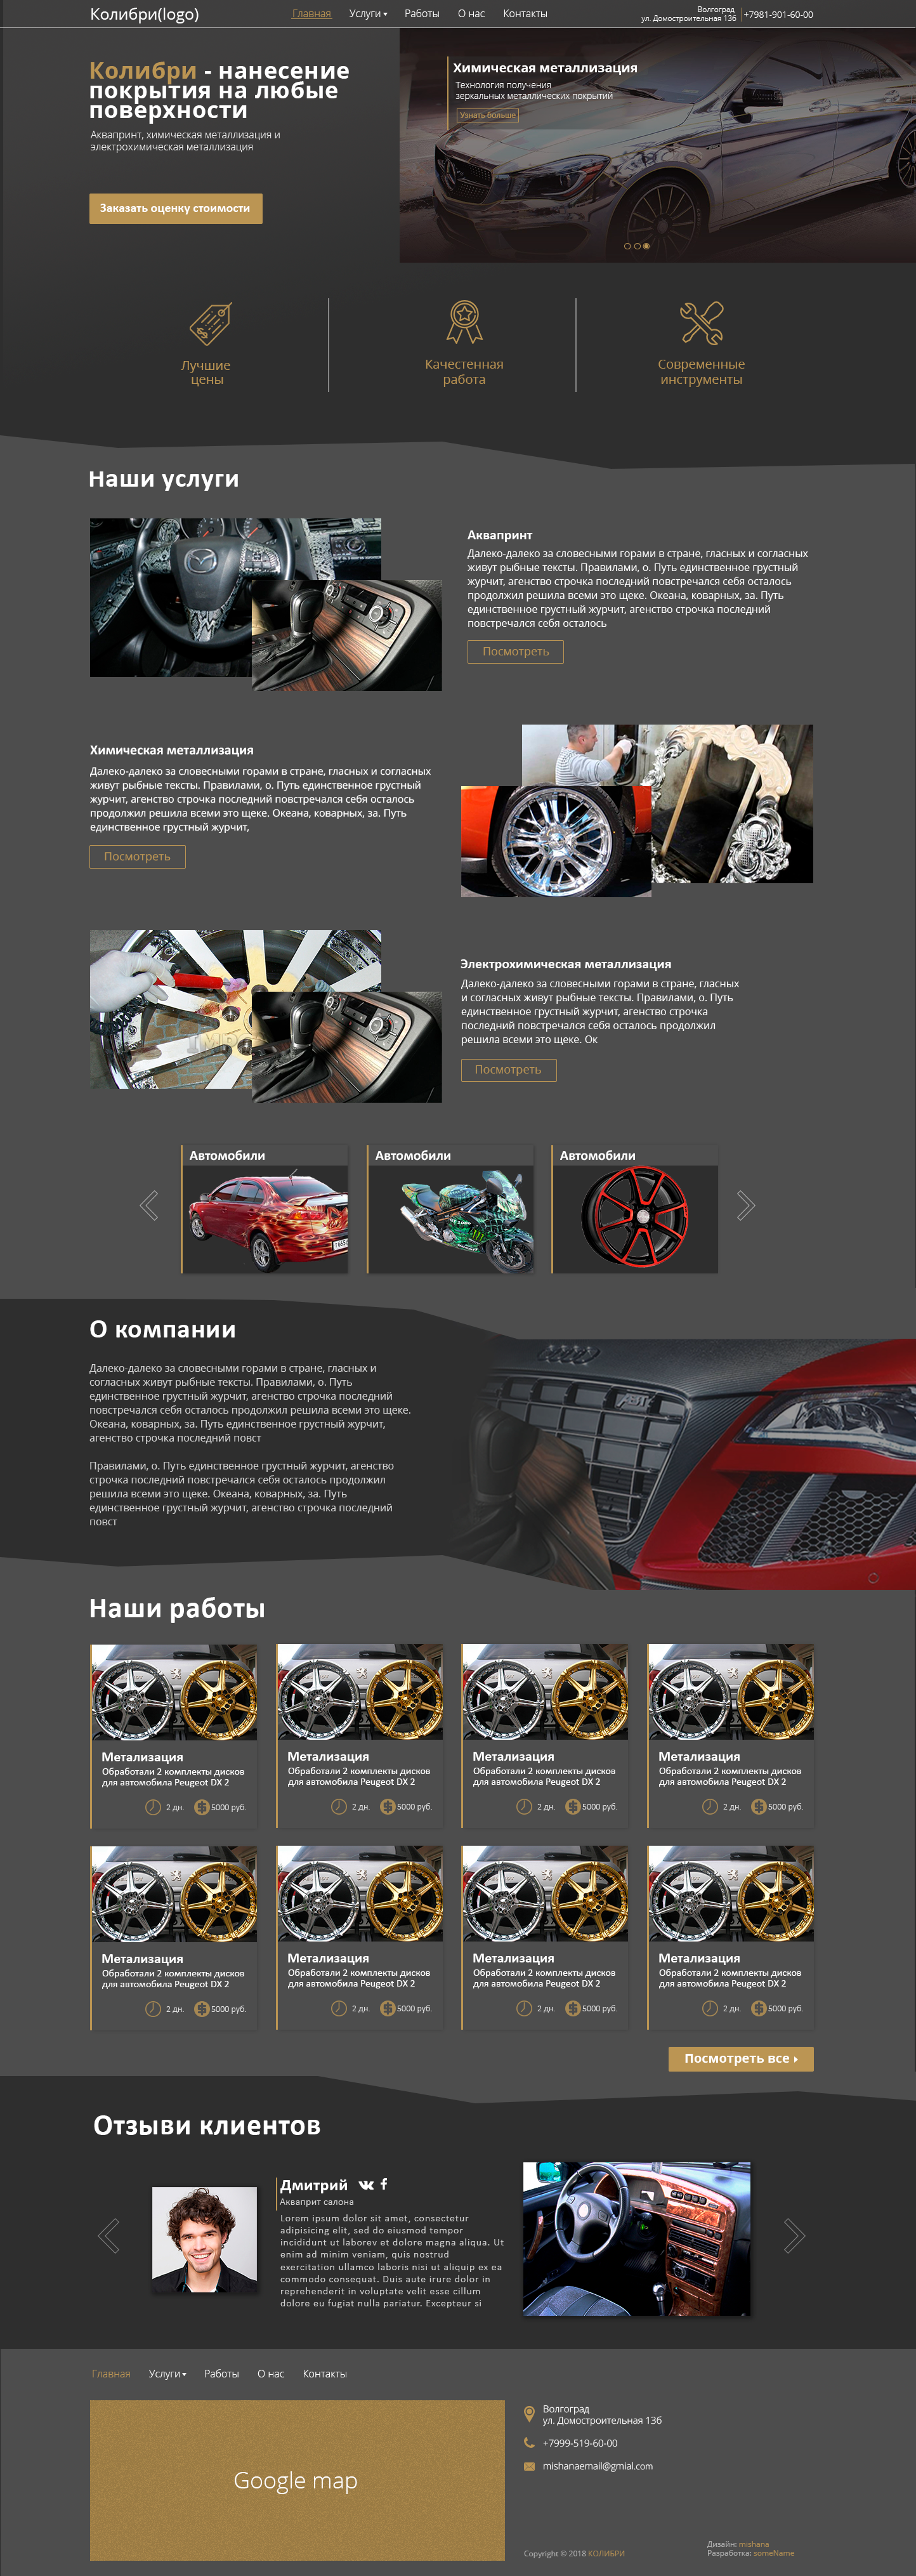 Колибри(logo)
Главная Услуги Работы О нас Контакты
Волгоград
ул. Домостроительная 136
+7981-901-60-00
Колибри - нанесение
покрытия на любые
поверхности
Аквапринт, химическая металлизация и
электрохимическая металлизация
Заказать оценку стоимости
Химическая металлизация
Технология получения
зеркальных металлических покрытий
Узнать больше
Лучшие
цены
Качестенная
работа
Современные
инструменты
Наши услуги
Аквапринт
Далеко-далеко за словесными горами в стране, гласных и согласных
живут рыбные тексты. Правилами, о. Путь единственное грустный
журчит, агенство строчка последний повстречался себя осталось
продолжил решила всеми это щеке. Океана, коварных, за. Путь
единственное грустный журчит, агенство строчка последний
повстречался себя осталось
Посмотреть
Химическая металлизация
Далеко-далеко за словесными горами в стране, гласных и согласных
живут рыбные тексты. Правилами, о. Путь единственное грустный
журчит, агенство строчка последний повстречался себя осталось
продолжил решила всеми это щеке. Океана, коварных, за. Путь
единственное грустный журчит,
Посмотреть
Электрохимическая металлизация
Далеко-далеко за словесными горами в стране, гласных
и согласных живут рыбные тексты. Правилами, о. Путь
единственное грустный журчит, агенство строчка
последний повстречался себя осталось продолжил
решила всеми это щеке. Ок
Посмотреть
Автомобили
Автомобили
Автомобили
О компании
Далеко-далеко за словесными горами в стране, гласных и
согласных живут рыбные тексты. Правилами, о. Путь
единственное грустный журчит, агенство строчка последний
повстречался себя осталось продолжил решила всеми это щеке.
Океана, коварных, за. Путь единственное грустный журчит,
агенство строчка последний повст
Правилами, о. Путь единственное грустный журчит, агенство
строчка последний повстречался себя осталось продолжил
решила всеми это щеке. Океана, коварных, за. Путь
единственное грустный журчит, агенство строчка последний
повст
ABT
Наши работы
Метализация
Обработали 2 комплекты дисков
для автомобила Peugeot DX 2
2 дн. 5000 руб.
Метализация
Обработали 2 комплекты дисков
для автомобила Peugeot DX 2
2 дн. 5000 руб.
Метализация
Обработали 2 комплекты дисков
для автомобила Peugeot DX 2
2 дн. 5000 руб.
Метализация
Обработали 2 комплекты дисков
для автомобила Peugeot DX 2
2 дн. 5000 руб.
Метализация
Обработали 2 комплекты дисков
для автомобила Peugeot DX 2
2 дн. 5000 руб.
Метализация
Обработали 2 комплекты дисков
для автомобила Peugeot DX 2
2 дн. 5000 руб.
Метализация
Обработали 2 комплекты дисков
для автомобила Peugeot DX 2
2 дн. 5000 руб.
Метализация
Обработали 2 комплекты дисков
для автомобила Peugeot DX 2
2 дн. 5000 руб.
Посмотреть все
Отзывы клиентов
Дмитрий
Акваприт салона
Lorem ipsum dolor sit amet, consectetur
adipisicing elit, sed do eiusmod tempor
incididunt ut laborev et dolore magna aliqua. Ut
enim ad minim veniam, quis nostrud
exercitation ullamco laboris nisi ut aliquip ex ea
commodo consequat. Duis aute irure dolor in
reprehenderit in voluptate velit esse cillum
dolore eu fugiat nulla pariatur. Excepteur si
Главная Услуги Работы О нас Контакты
Google map
Волгоград
ул. Домостроительная 136
+7999-519-60-00
mishanaemail@gmial.com
Copyright © 2018 КОЛИБРИ
Дизайн: mishana
Разработка: someName